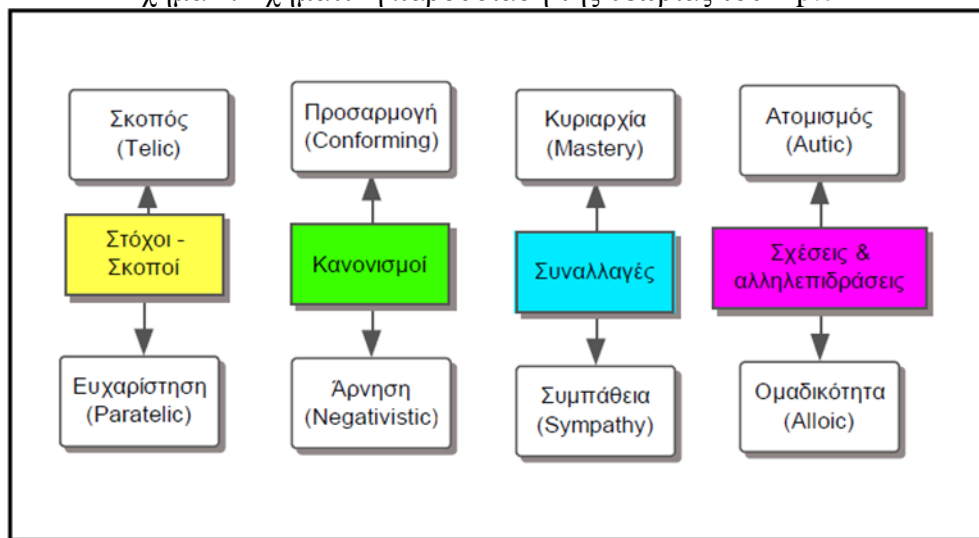 Σκοπός
(Telic)
Προσαρμογή
(Conforming)
Κυριαρχία
(Mastery)
Ατομισμός
(Autic)
Στόχοι -
Σκοποί
Κανονισμοί
Συναλλαγές
Σχέσεις &
αλληλεπιδράσεις
Ευχαρίστηση
(Paratelic)
Άρνηση
(Negativistic)
Συμπάθεια
(Sympathy)
Ομαδικότητα
(Alloic)